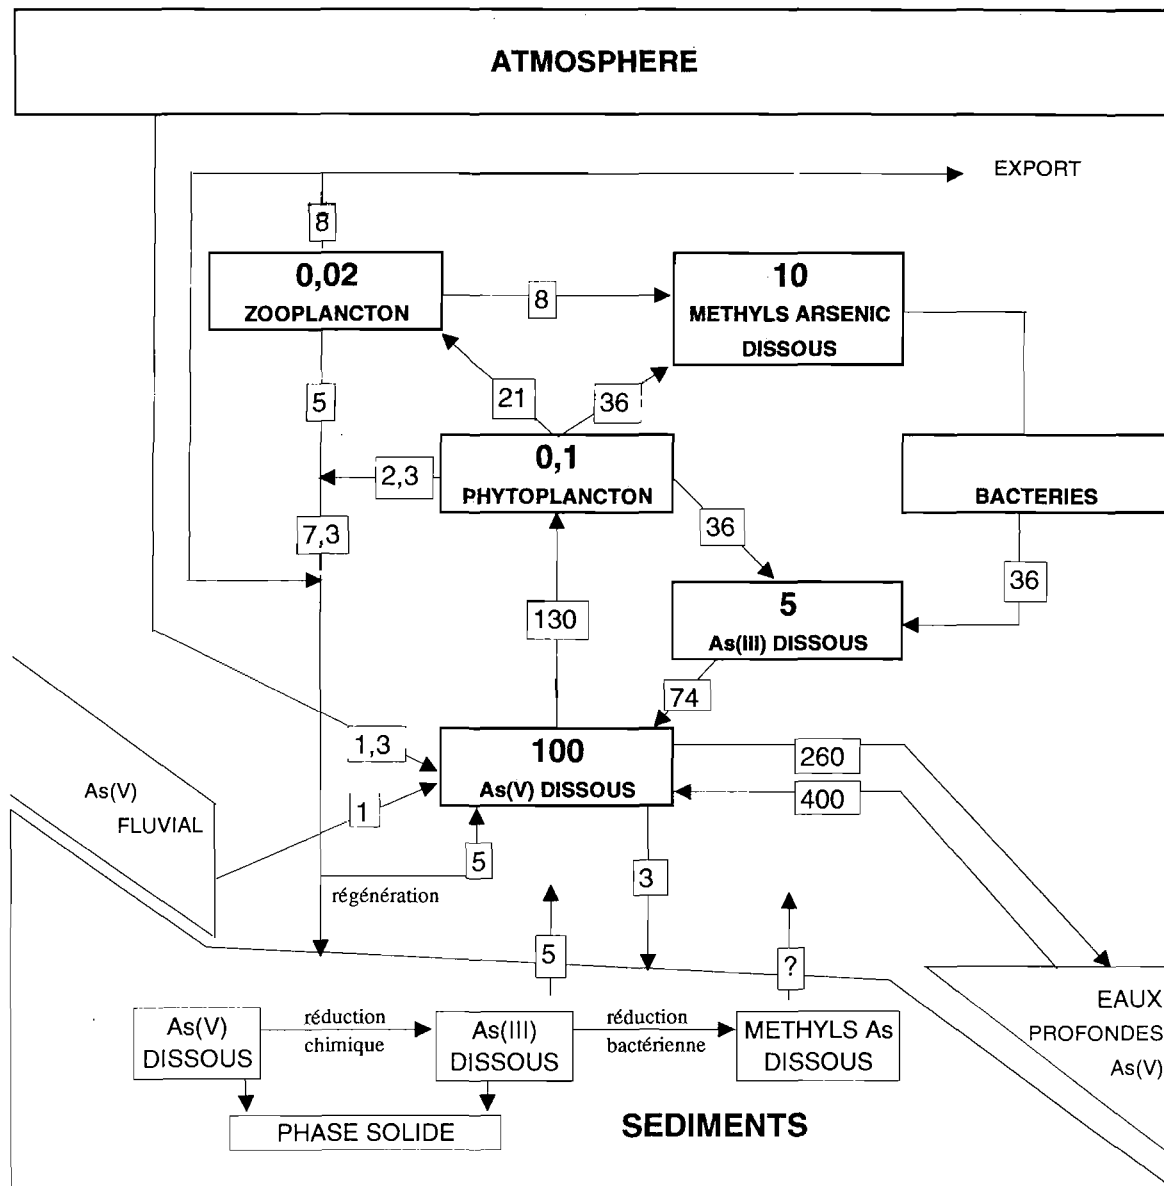 ATMOSPHERE
EXPORT
8
0,02
ZOOPLANCTON
8
10
METHYLS ARSENIC
DISSOUS
5
21
36
2,3
0,1
PHYTOPLANCTON
BACTERIES
7,3
36
36
130
5
As(III) DISSOUS
74
1,3
100
As(V) DISSOUS
260
400
As(V)
FLUVIAL
1
5
3
régénération
5
?
As(V)
DISSOUS
réduction
chimique
As(III)
DISSOUS
réduction
bactérienne
METHYLS As
DISSOUS
EAUX
PROFONDES
As(V)
PHASE SOLIDE
SEDIMENTS